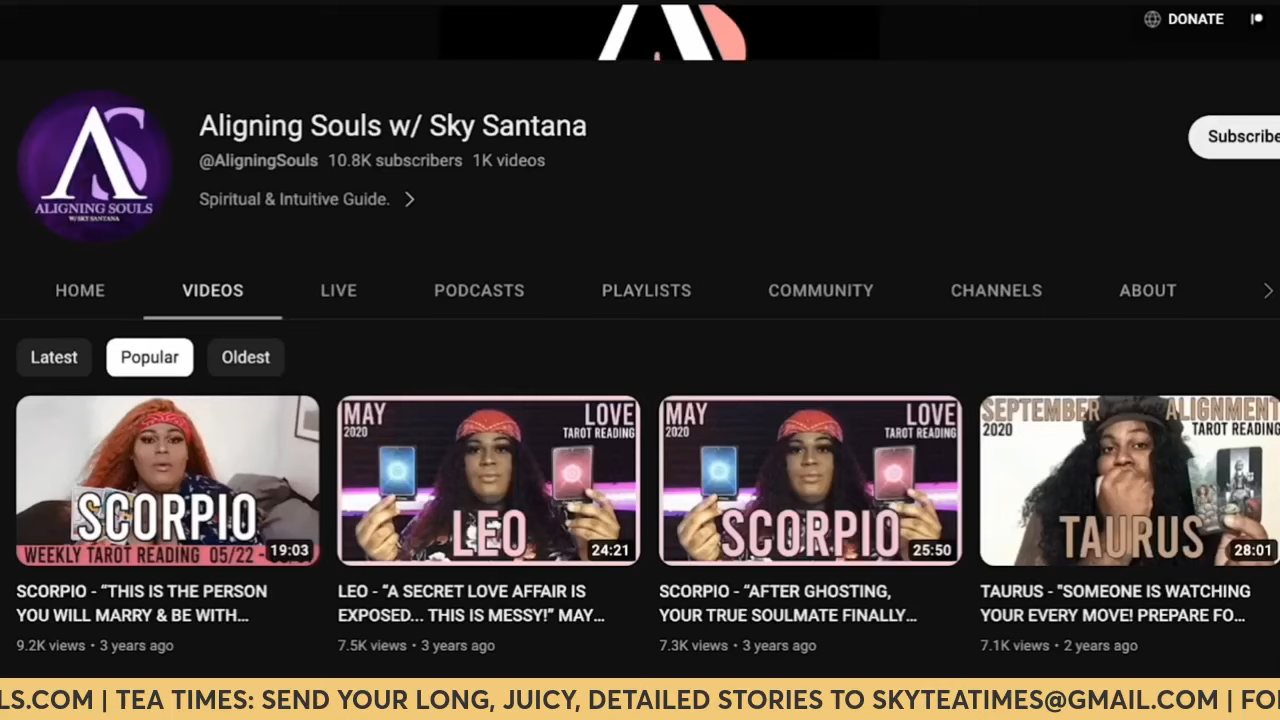 DONATE
AS
ALIGNING SOULS
W/ SKY SANTANA
Aligning Souls w/ Sky Santana
@AligningSouls 10.8K subscribers 1K videos
Spiritual & Intuitive Guide.
Subscribe
HOME VIDEOS LIVE PODCASTS PLAYLISTS COMMUNITY CHANNELS ABOUT
Latest Popular Oldest
SCORPIO
WEEKLY TAROT READING 05/22 -
19:03
MAY
2020
LOVE
TAROT READING
LEO
24:21
MAY
2020
LOVE
TAROT READING
SCORPIO
25:50
SEPTEMBER
2020
ALIGNMENT
TAROT READING
TAURUS
28:01
SCORPIO - “THIS IS THE PERSON
YOU WILL MARRY & BE WITH...
9.2K views • 3 years ago
LEO - “A SECRET LOVE AFFAIR IS
EXPOSED... THIS IS MESSY!” MAY...
7.5K views • 3 years ago
SCORPIO - “AFTER GHOSTING,
YOUR TRUE SOULMATE FINALLY...
7.3K views • 3 years ago
TAURUS - "SOMEONE IS WATCHING
YOUR EVERY MOVE! PREPARE FO...
7.1K views • 2 years ago
LS.COM | TEA TIMES: SEND YOUR LONG, JUICY, DETAILED STORIES TO SKYTEATIMES@GMAIL.COM | FO